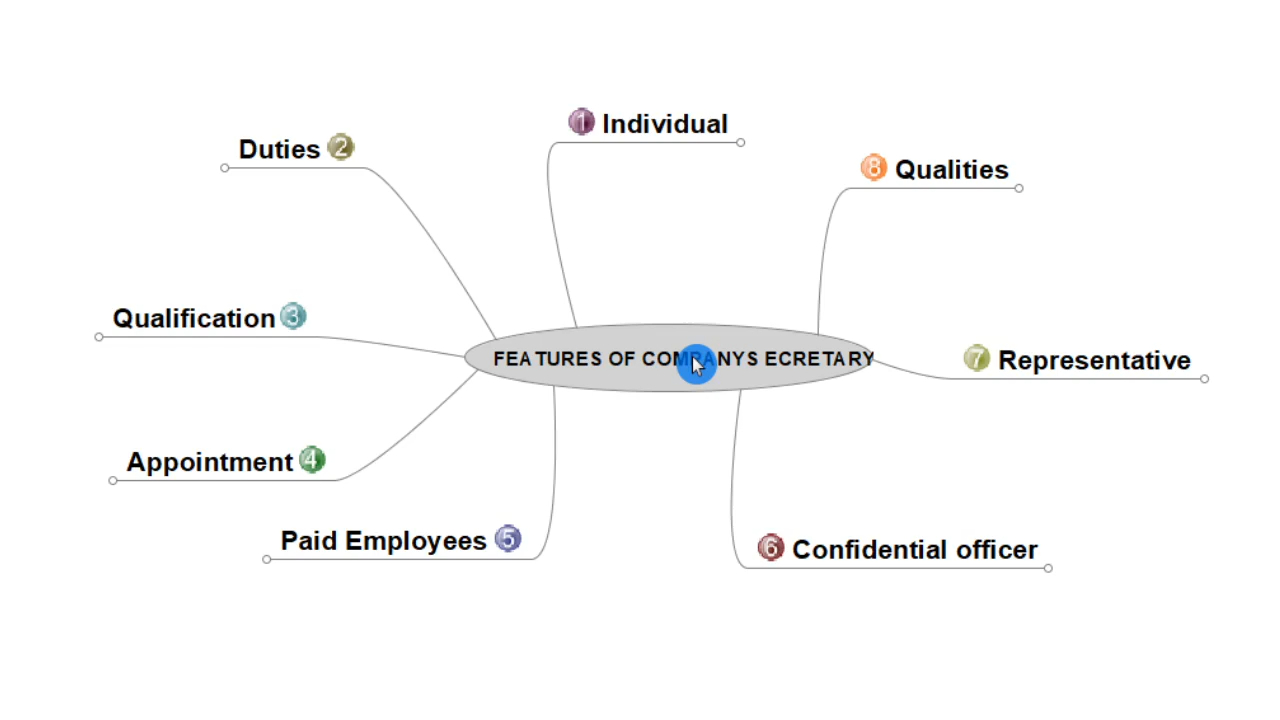 1 Individual
Duties 2
8 Qualities
Qualification 3
FEATURES OF COMPANYS ECRETARY
7 Representative
Appointment 4
Paid Employees 5
6 Confidential officer